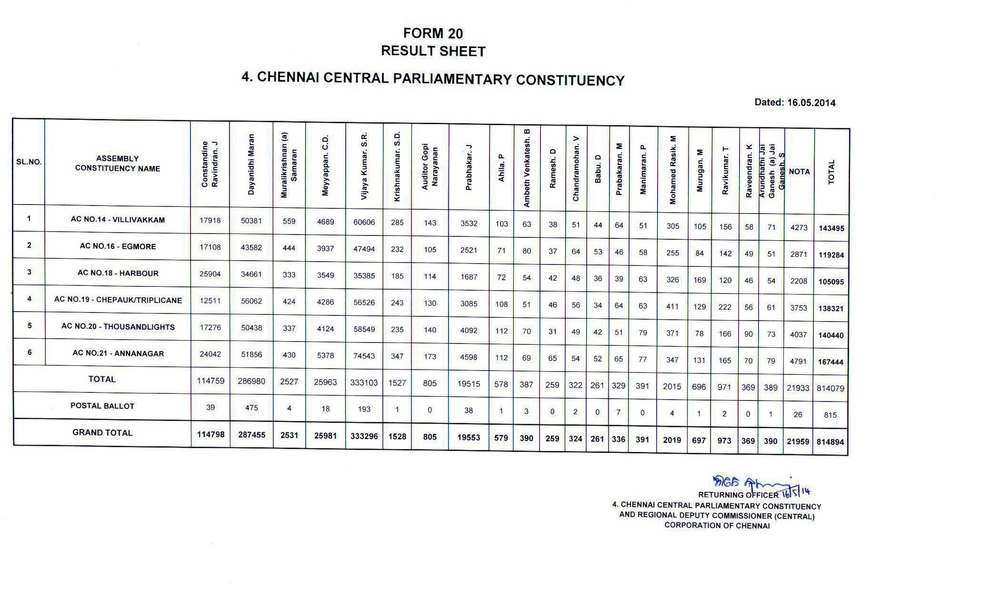 FORM 20
RESULT SHEET
4. CHENNAI CENTRAL PARLIAMENTARY CONSTITUENCY
Dated: 16.05.2014
SL.NO. ASSEMBLY CONSTITUENCY NAME Constandine Ravindran. J Dayanidhi Maran Muralikrishnan (a) Samaran Meyyappan. C.D. Vijaya Kumar. S.R. Krishnakumar. S.D. Auditor Gopi Narayanan Prabhakar. J Ahila. P Ambeth Venkatesh. B Ramesh. D Chandramohan. V Babu. D Prabakaran. M Manimaran. P Mohamed Rasik. M Murugan. M Ravikumar. T Raveendran. K Arundhathi Jai Ganesh (a) Jai Ganesh. S NOTA TOTAL
1 AC NO.14 - VILLIVAKKAM 17918 50381 559 4689 60606 285 143 3532 103 63 38 51 44 64 51 305 105 156 58 71 4273 143495
2 AC NO.16 - EGMORE 17108 43582 444 3937 47494 232 105 2521 71 80 37 64 53 46 58 255 84 142 49 51 2871 119284
3 AC NO.18 - HARBOUR 25904 34661 333 3549 35385 185 114 1687 72 54 42 48 36 39 63 326 169 120 46 54 2208 105095
4 AC NO.19 - CHEPAUK/TRIPLICANE 12511 56062 424 4286 56526 243 130 3085 108 51 46 56 34 64 63 411 129 222 56 61 3753 138321
5 AC NO.20 - THOUSANDLIGHTS 17276 50438 337 4124 58549 235 140 4092 112 70 31 49 42 51 79 371 78 166 90 73 4037 140440
6 AC NO.21 - ANNANAGAR 24042 51856 430 5378 74543 347 173 4598 112 69 65 54 52 65 77 347 131 165 70 79 4791 167444
TOTAL 114759 286980 2527 25963 333103 1527 805 19515 578 387 259 322 261 329 391 2015 696 971 369 389 21933 814079
POSTAL BALLOT 39 475 4 18 193 1 0 38 1 3 0 2 0 7 0 4 1 2 0 1 26 815
GRAND TOTAL 114798 287455 2531 25981 333296 1528 805 19553 579 390 259 324 261 336 391 2019 697 973 369 390 21959 814894
RETURNING OFFICER 16/5/14
4. CHENNAI CENTRAL PARLIAMENTARY CONSTITUENCY
AND REGIONAL DEPUTY COMMISSIONER (CENTRAL)
CORPORATION OF CHENNAI